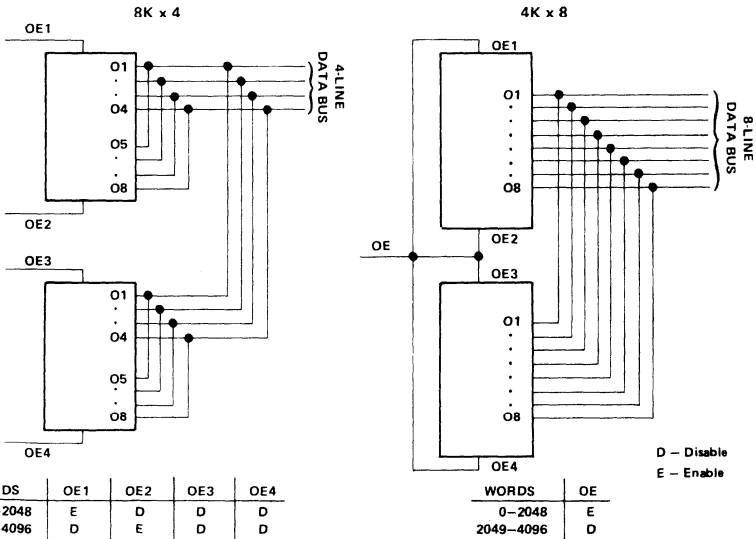 8K x 4
OE1
O1
O4
O5
O8
4-LINE
DATA BUS
OE2
OE3
O1
O4
O5
O8
OE4
DS OE1 OE2 OE3 OE4
2048 E D D D
4096 D E D D
4K x 8
OE1
O1
O8
8-LINE
DATA BUS
OE2
OE
OE3
O1
O8
OE4
D – Disable
E – Enable
WORDS OE
0–2048 E
2049–4096 D